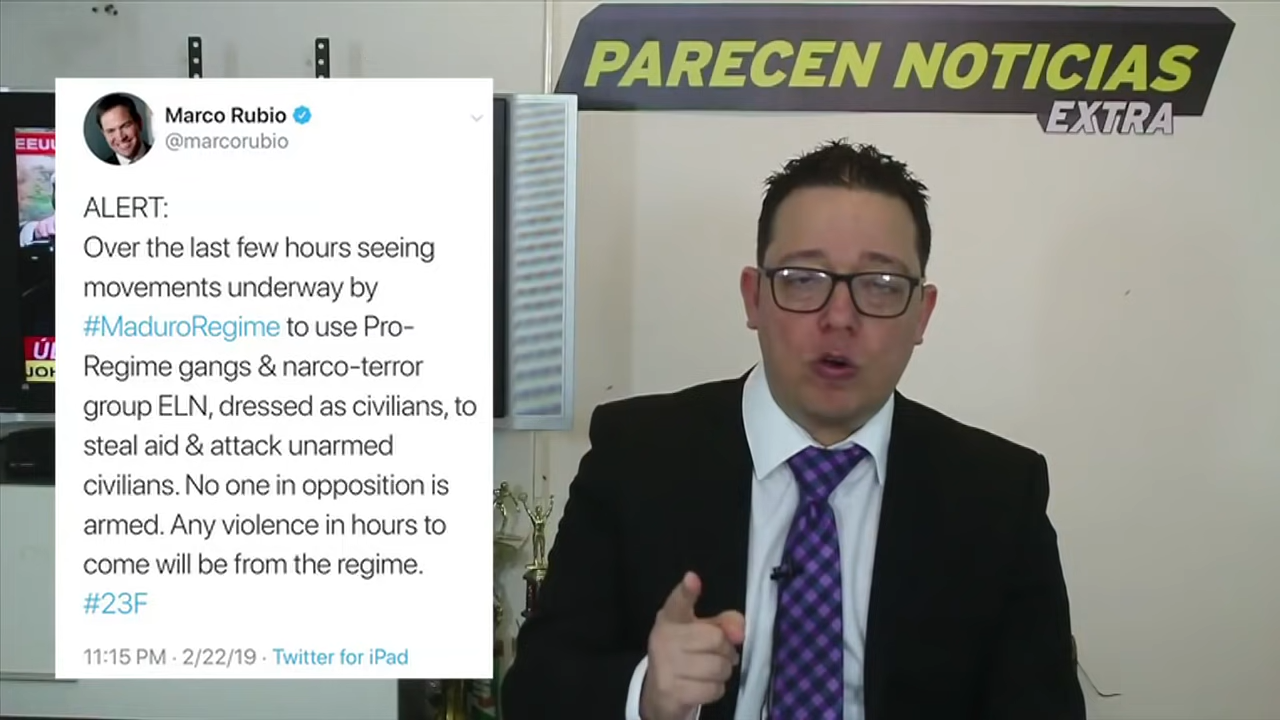 PARECEN NOTICIAS
EXTRA
Marco Rubio
@marcorubio
ALERT:
Over the last few hours seeing
movements underway by
#MaduroRegime to use Pro-
Regime gangs & narco-terror
group ELN, dressed as civilians, to
steal aid & attack unarmed
civilians. No one in opposition is
armed. Any violence in hours to
come will be from the regime.
#23F
11:15 PM · 2/22/19 · Twitter for iPad
EEUU
ÚL
JOH